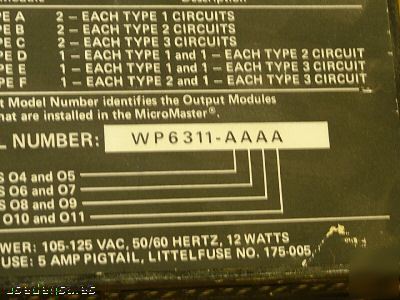 Description
PE A 2 – EACH TYPE 1 CIRCUITS
PE B 2 – EACH TYPE 2 CIRCUITS
PE C 2 – EACH TYPE 3 CIRCUITS
PE D 1 – EACH TYPE 1 and 1 – EACH TYPE 2 CIRCUIT
PE E 1 – EACH TYPE 1 and 1 – EACH TYPE 3 CIRCUIT
PE F 1 – EACH TYPE 2 and 1 – EACH TYPE 3 CIRCUIT
t Model Number identifies the Output Modules
hat are installed in the MicroMaster®.
L NUMBER: WP6311-AAAA
S O4 and O5
S O6 and O7
S O8 and O9
O10 and O11
OWER: 105-125 VAC, 50/60 HERTZ, 12 WATTS
FUSE: 5 AMP PIGTAIL, LITTELFUSE NO. 175-005